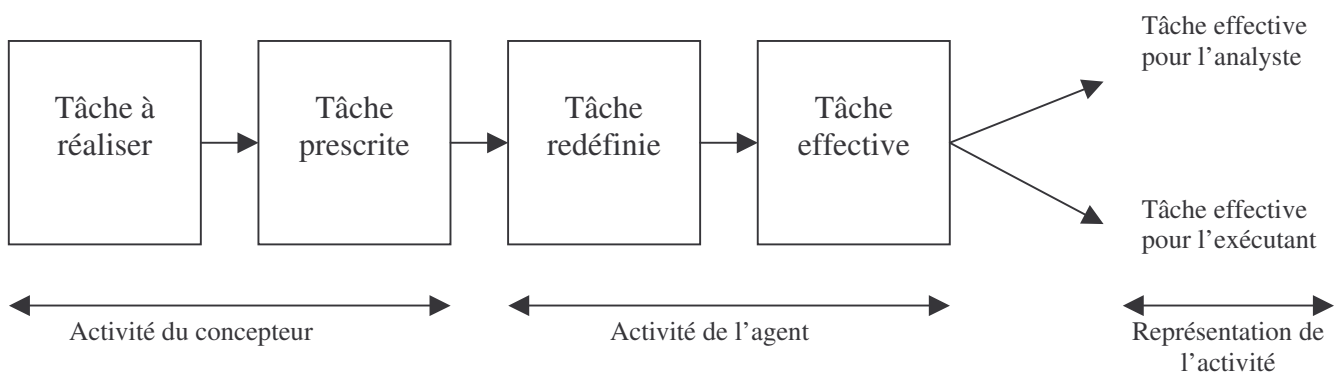 Tâche à
réaliser
Tâche
prescrite
Tâche
redéfinie
Tâche
effective
Tâche effective
pour l’analyste
Tâche effective
pour l’exécutant
Activité du concepteur
Activité de l’agent
Représentation de
l’activité